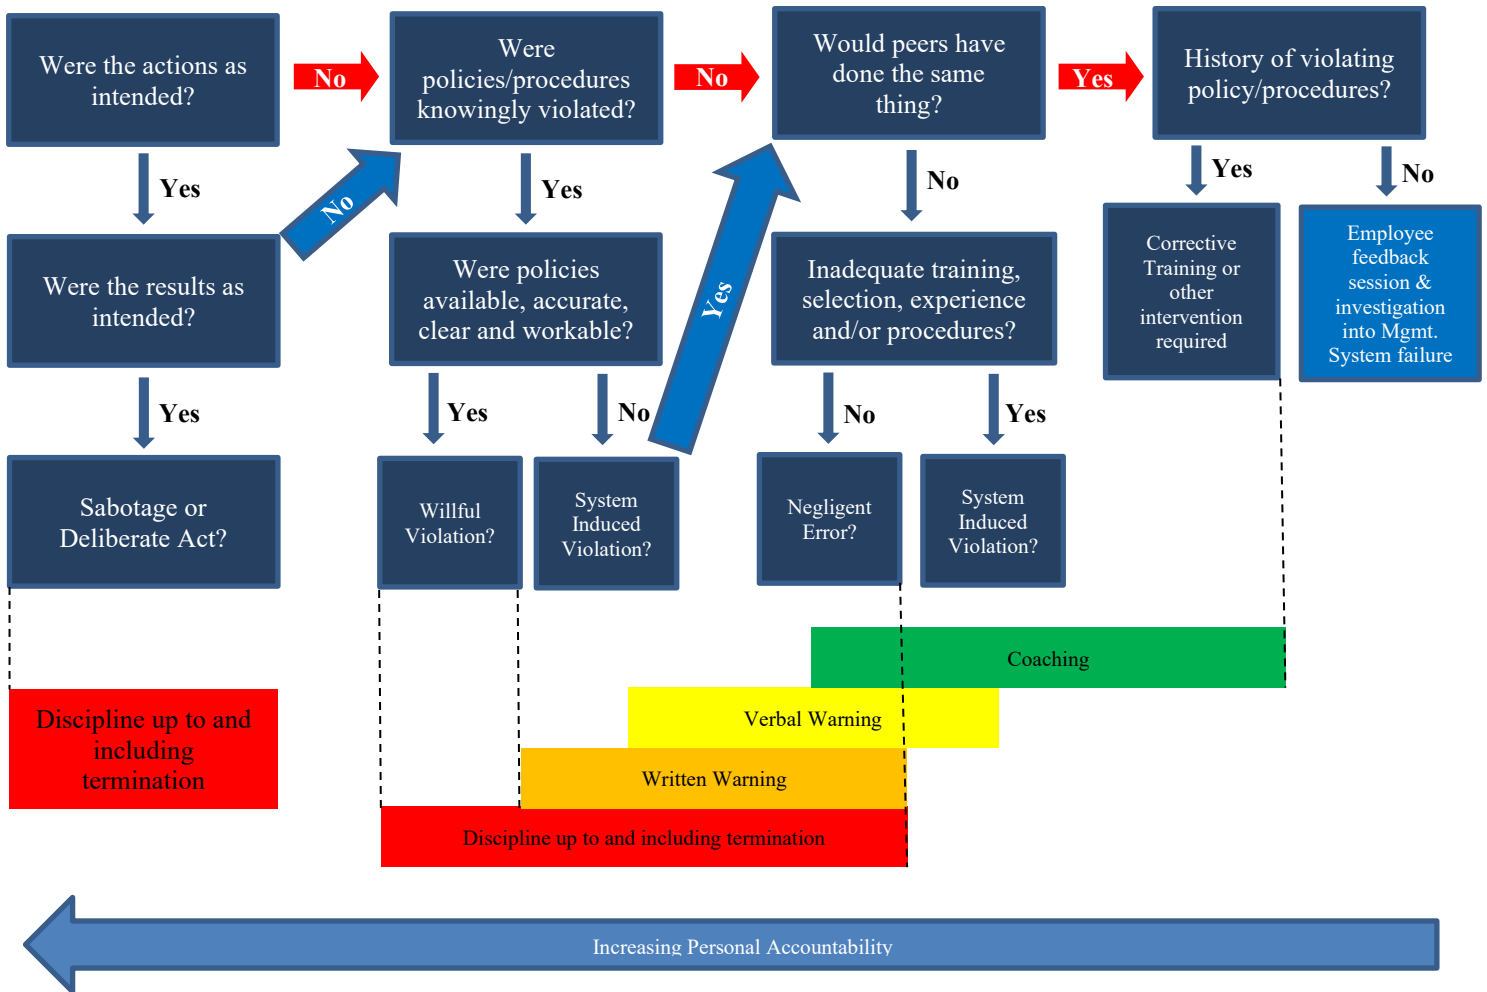 Were the actions as
intended?
No
Were
policies/procedures
knowingly violated?
No
Would peers have
done the same
thing?
Yes
History of violating
policy/procedures?
Yes
No
Yes
No
Yes
No
Were the results as
intended?
Were policies
available, accurate,
clear and workable?
Yes
Inadequate training,
selection, experience
and/or procedures?
Corrective
Training or
other
intervention
required
Employee
feedback
session &
investigation
into Mgmt.
System failure
Yes
Yes
No
No
Yes
Sabotage or
Deliberate Act?
Willful
Violation?
System
Induced
Violation?
Negligent
Error?
System
Induced
Violation?
Coaching
Discipline up to and
including
termination
Verbal Warning
Written Warning
Discipline up to and including termination
Increasing Personal Accountability